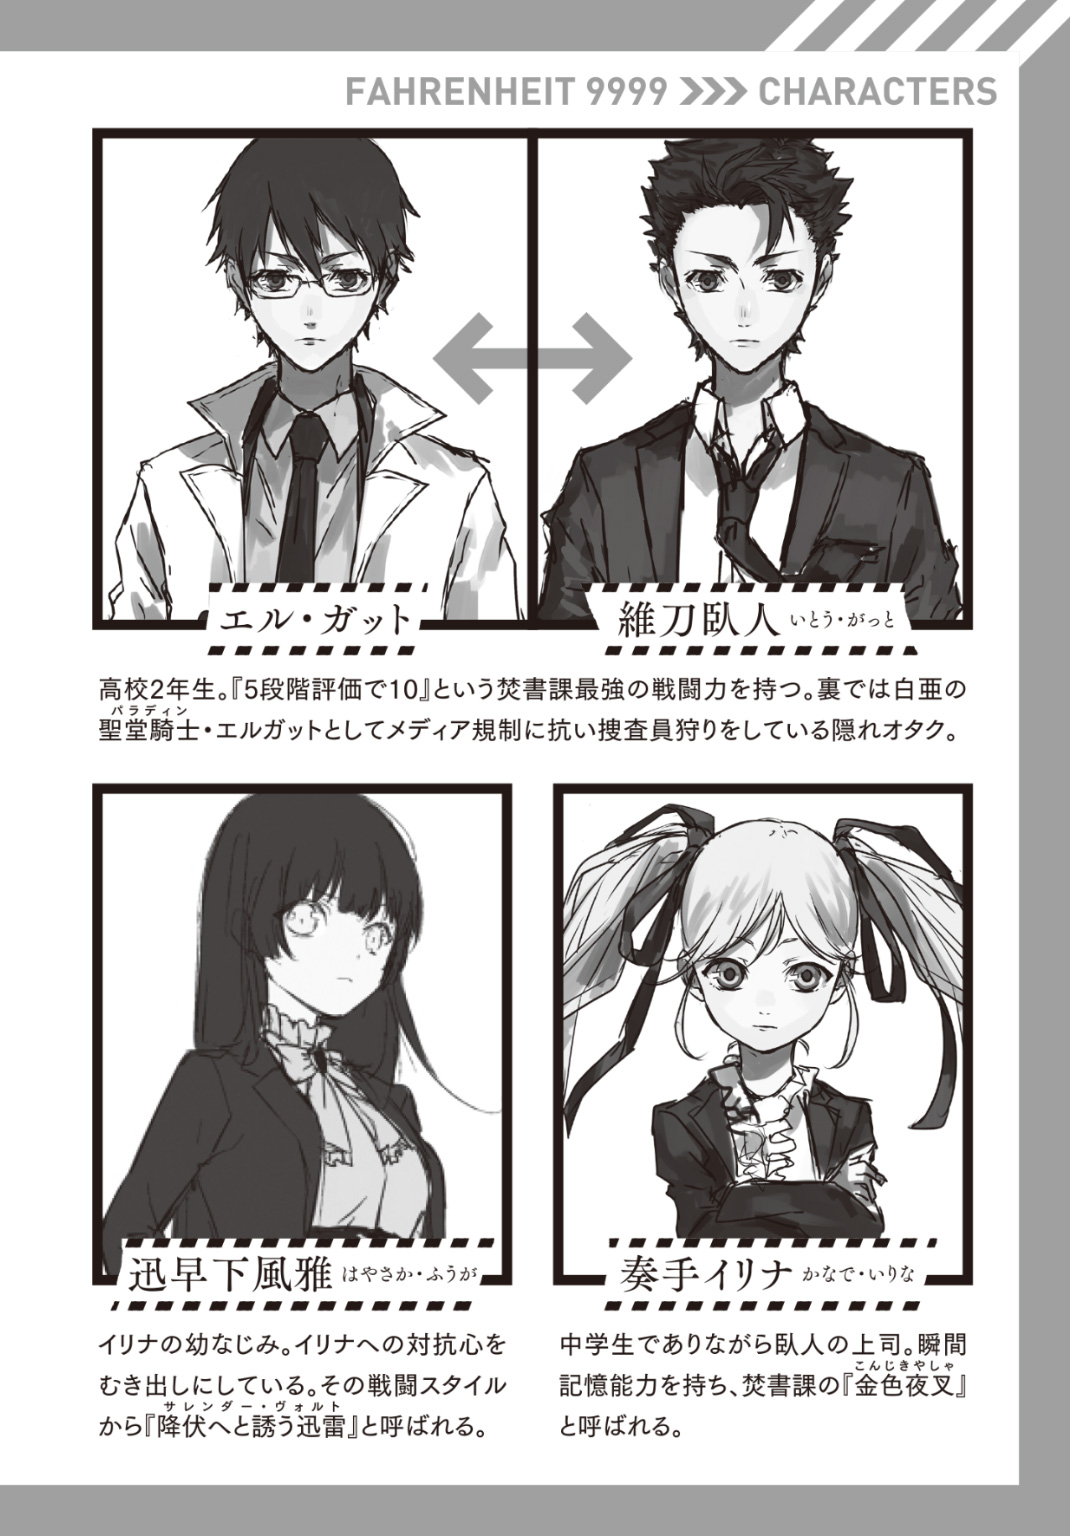 FAHRENHEIT 9999 >>> CHARACTERS
エル・ガット
維刀臥人 いとう・がっと
高校2年生。『5段階評価で10』という焚書課最強の戦闘力を持つ。裏では白亜の
パラディン
聖堂騎士・エルガットとしてメディア規制に抗い捜査員狩りをしている隠れオタク。
迅早下風雅 はやさか・ふうが
イリナの幼なじみ。イリナへの対抗心を
むき出しにしている。その戦闘スタイル
サレンダー・ヴォルト
から『降伏へと誘う迅雷』と呼ばれる。
奏手イリナ かなで・いりな
中学生でありながら臥人の上司。瞬間
こんじきやしゃ
記憶能力を持ち、焚書課の『金色夜叉』
と呼ばれる。